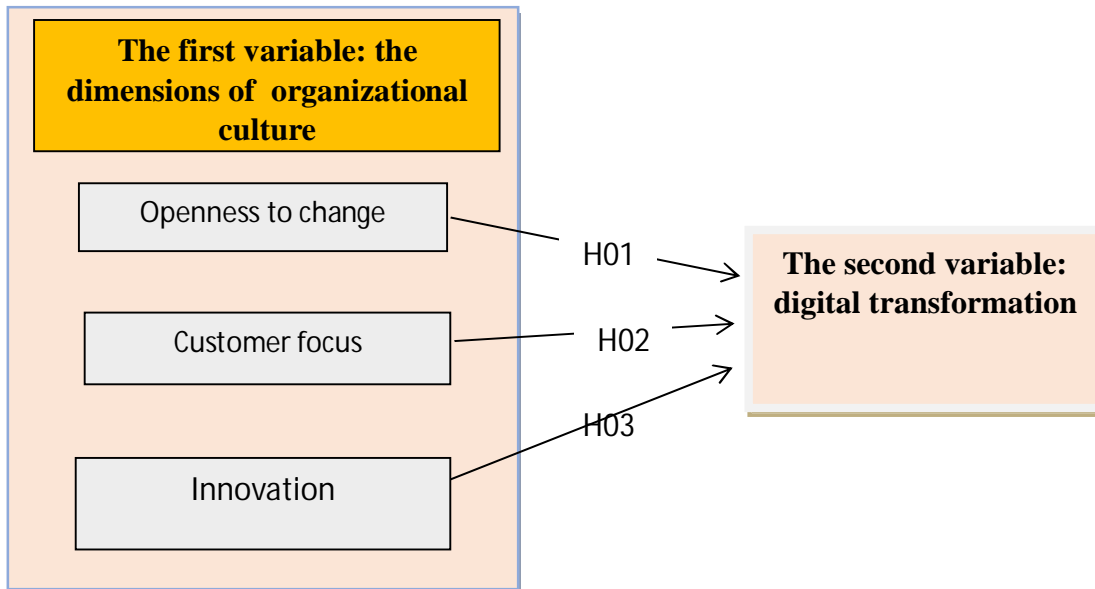 The first variable: the
dimensions of organizational
culture
Openness to change
H01
The second variable:
digital transformation
Customer focus
H02
H03
Innovation